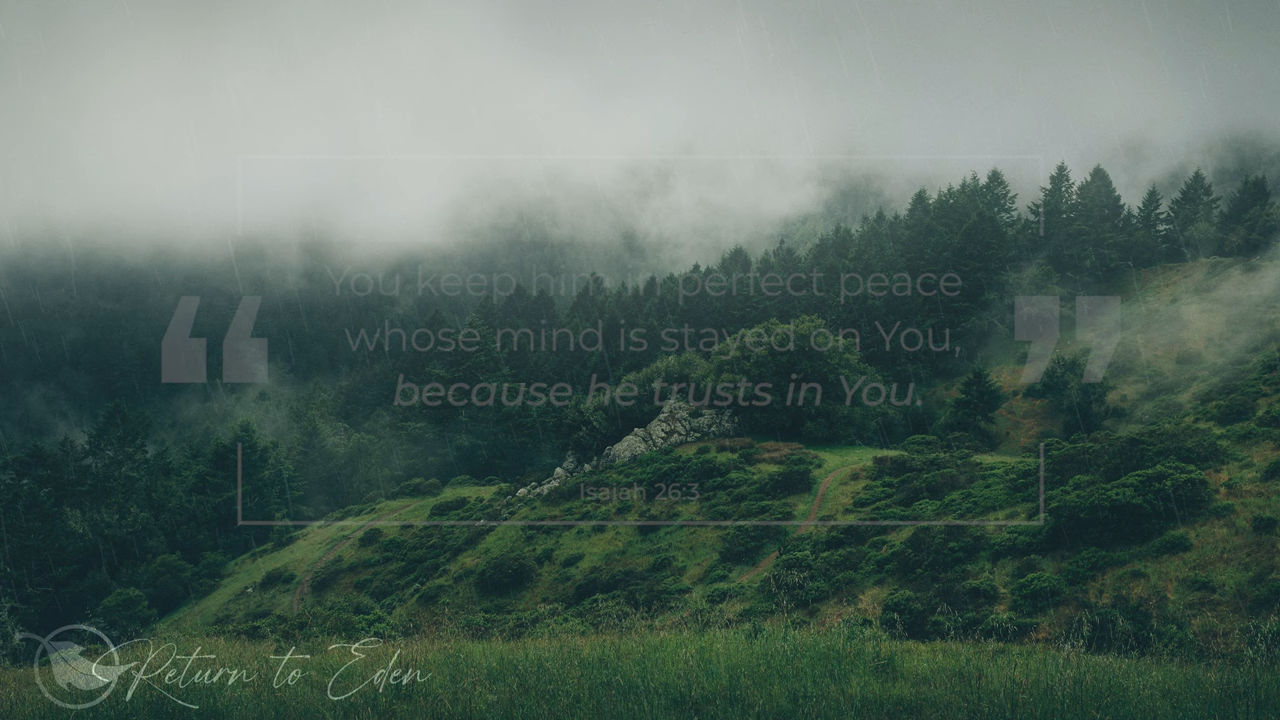 “ You keep him in perfect peace
whose mind is stayed on You,
because he trusts in You. ”
Isaiah 26:3
Return to Eden